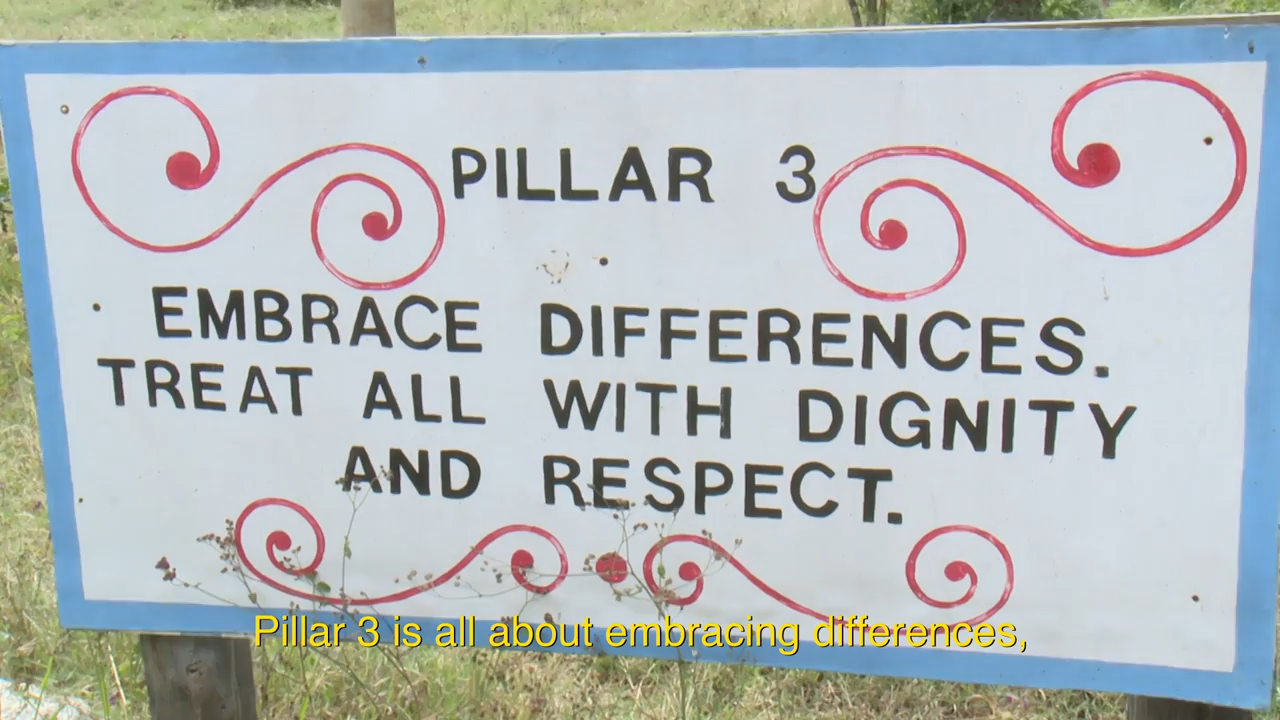 PILLAR 3
EMBRACE DIFFERENCES.
TREAT ALL WITH DIGNITY
AND RESPECT.
Pillar 3 is all about embracing differences,